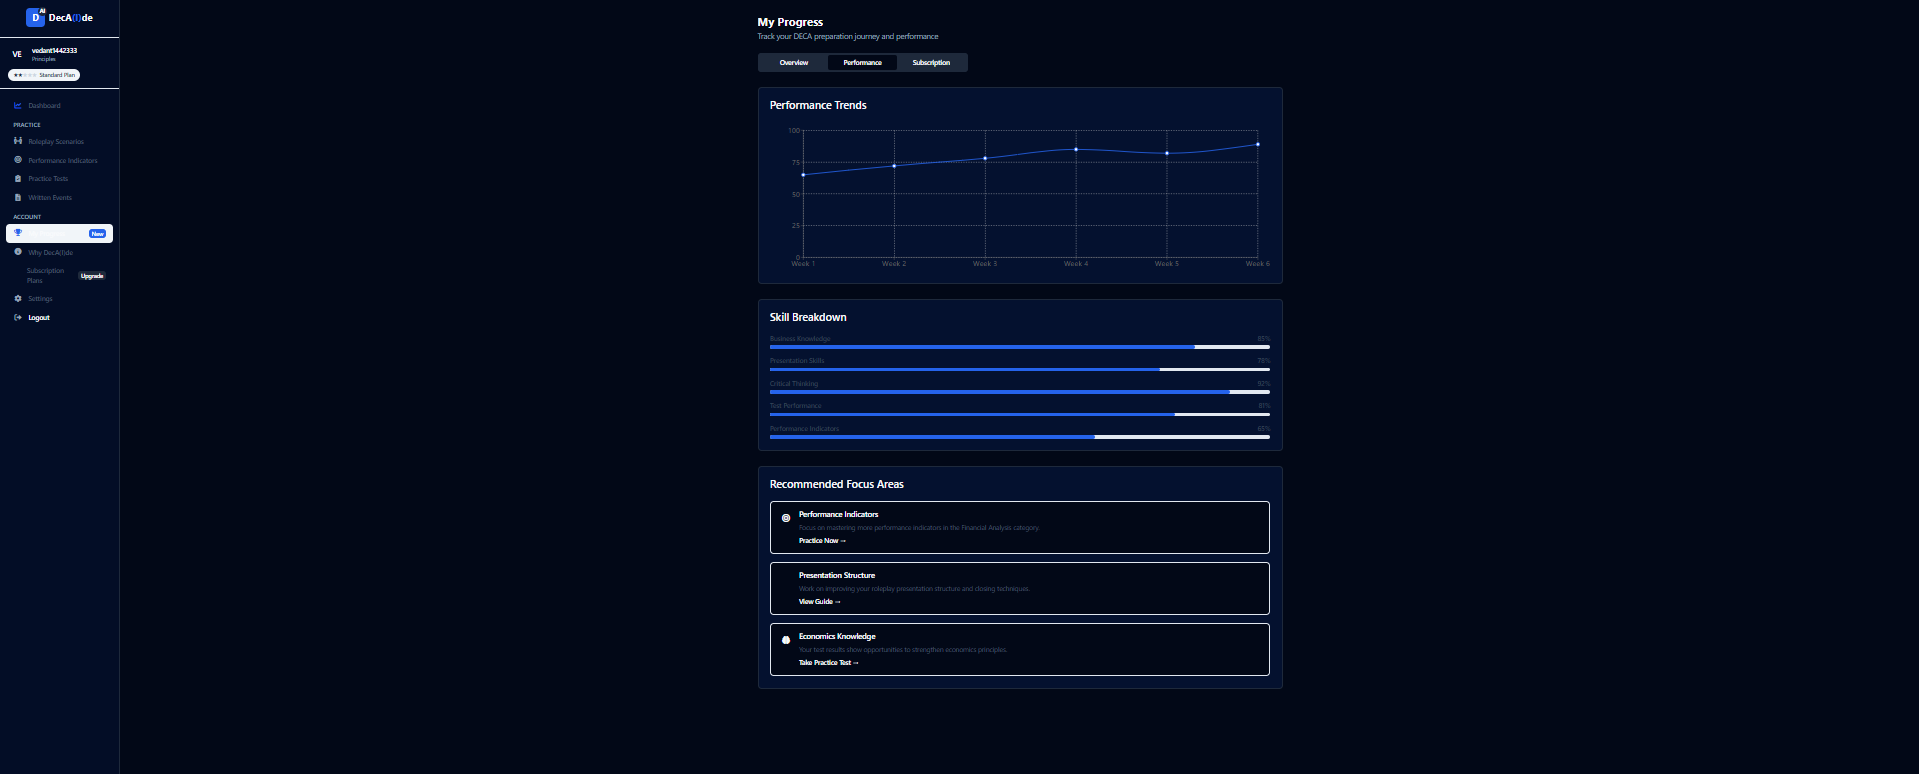 D AI DecA(I)de
VE vedant1442333
Principles
★★★★★ Standard Plan
Dashboard
PRACTICE
Roleplay Scenarios
Performance Indicators
Practice Tests
Written Events
ACCOUNT
New
Why DecA(I)de
Subscription
Plans
Upgrade
Settings
Logout
My Progress
Track your DECA preparation journey and performance
Overview Performance Subscription
Performance Trends
100
75
50
25
0
Week 1 Week 2 Week 3 Week 4 Week 5 Week 6
Skill Breakdown
Business Knowledge 85%
Presentation Skills 78%
Critical Thinking 92%
Test Performance 81%
Performance Indicators 65%
Recommended Focus Areas
Performance Indicators
Focus on mastering more performance indicators in the Financial Analysis category.
Practice Now →
Presentation Structure
Work on improving your roleplay presentation structure and closing techniques.
View Guide →
Economics Knowledge
Your test results show opportunities to strengthen economics principles.
Take Practice Test →